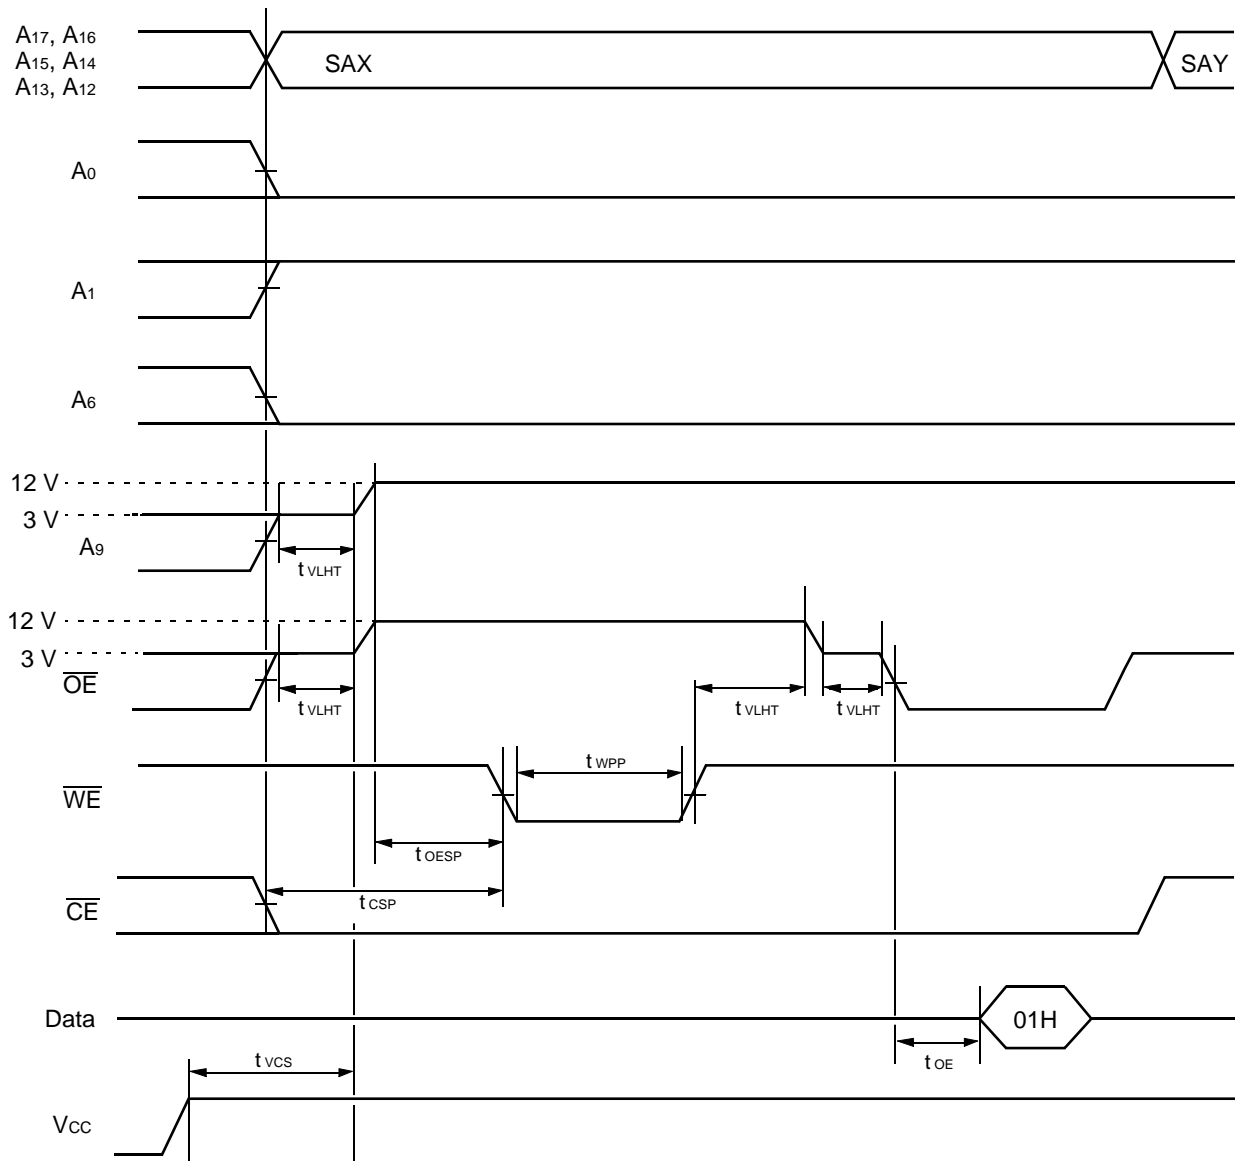 A17, A16
A15, A14
A13, A12
SAX
SAY
A0
A1
A6
12 V
3 V
A9
t VLHT
12 V
3 V
OE
t VLHT
t VLHT
t VLHT
WE
t WPP
t OESP
CE
t CSP
Data
01H
t OE
t VCS
VCC